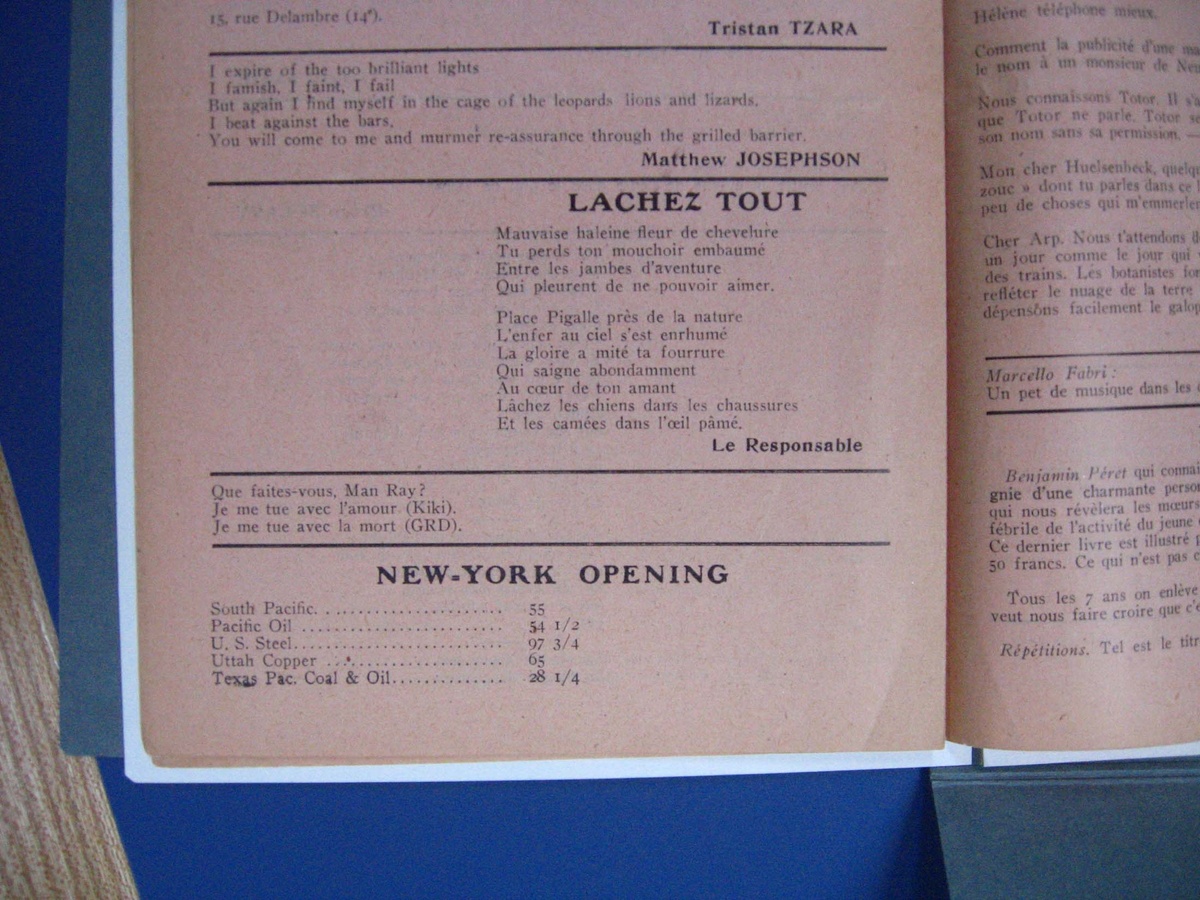 15, rue Delambre (14e).
Tristan TZARA
I expire of the too brilliant lights
I famish, I faint, I fail
But again I find myself in the cage of the leopards lions and lizards.
I beat against the bars.
You will come to me and murmer re-assurance through the grilled barrier.
Matthew JOSEPHSON
LACHEZ TOUT
Mauvaise haleine fleur de chevelure
Tu perds ton mouchoir embaumé
Entre les jambes d'aventure
Qui pleurent de ne pouvoir aimer.
Place Pigalle près de la nature
L'enfer au ciel s'est enrhumé
La gloire a mité ta fourrure
Qui saigne abondamment
Au cœur de ton amant
Lâchez les chiens dans les chaussures
Et les camées dans l'œil pâmé.
Le Responsable
Que faites-vous, Man Ray?
Je me tue avec l'amour (Kiki).
Je me tue avec la mort (GRD).
NEW-YORK OPENING
South Pacific. . ...................... 55
Pacific Oil .......................... 54 1/2
U. S. Steel........................... 97 3/4
Uttah Copper ...................... 65
Texas Pac. Coal & Oil............. 28 1/4
Hélène téléphone mieux.
Comment la publicité d'une
le nom à un monsieur de
Nous connaissons Totor. Il
que Totor ne parle. Totor
son nom sans sa permission. —
Mon cher Huelsenbeck,
zouc » dont tu parles dans ce
peu de choses qui
Cher Arp. Nous t'attendons
un jour comme le jour qui
des trains. Les botanistes
refléter le nuage de la terre
dépensons facilement le
Marcello Fabri :
Un pet de musique dans les
Benjamin Péret qui
gnie d'une charmante
qui nous révèlera les mœurs
fébrile de l'activité du jeune
Ce dernier livre est illustré
50 francs. Ce qui n'est pas
Tous les 7 ans on enlève
veut nous faire croire que
Répétitions. Tel est le